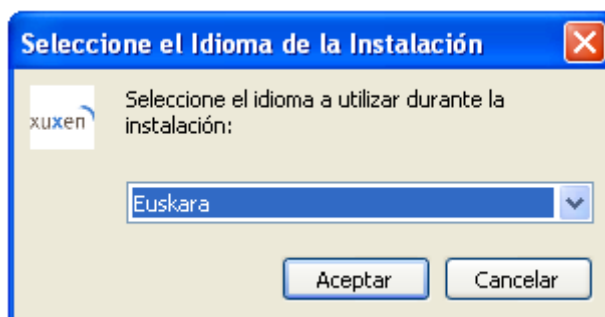 Seleccione el Idioma de la Instalación
xuxen
Seleccione el idioma a utilizar durante la
instalación:
Euskara
Aceptar
Cancelar